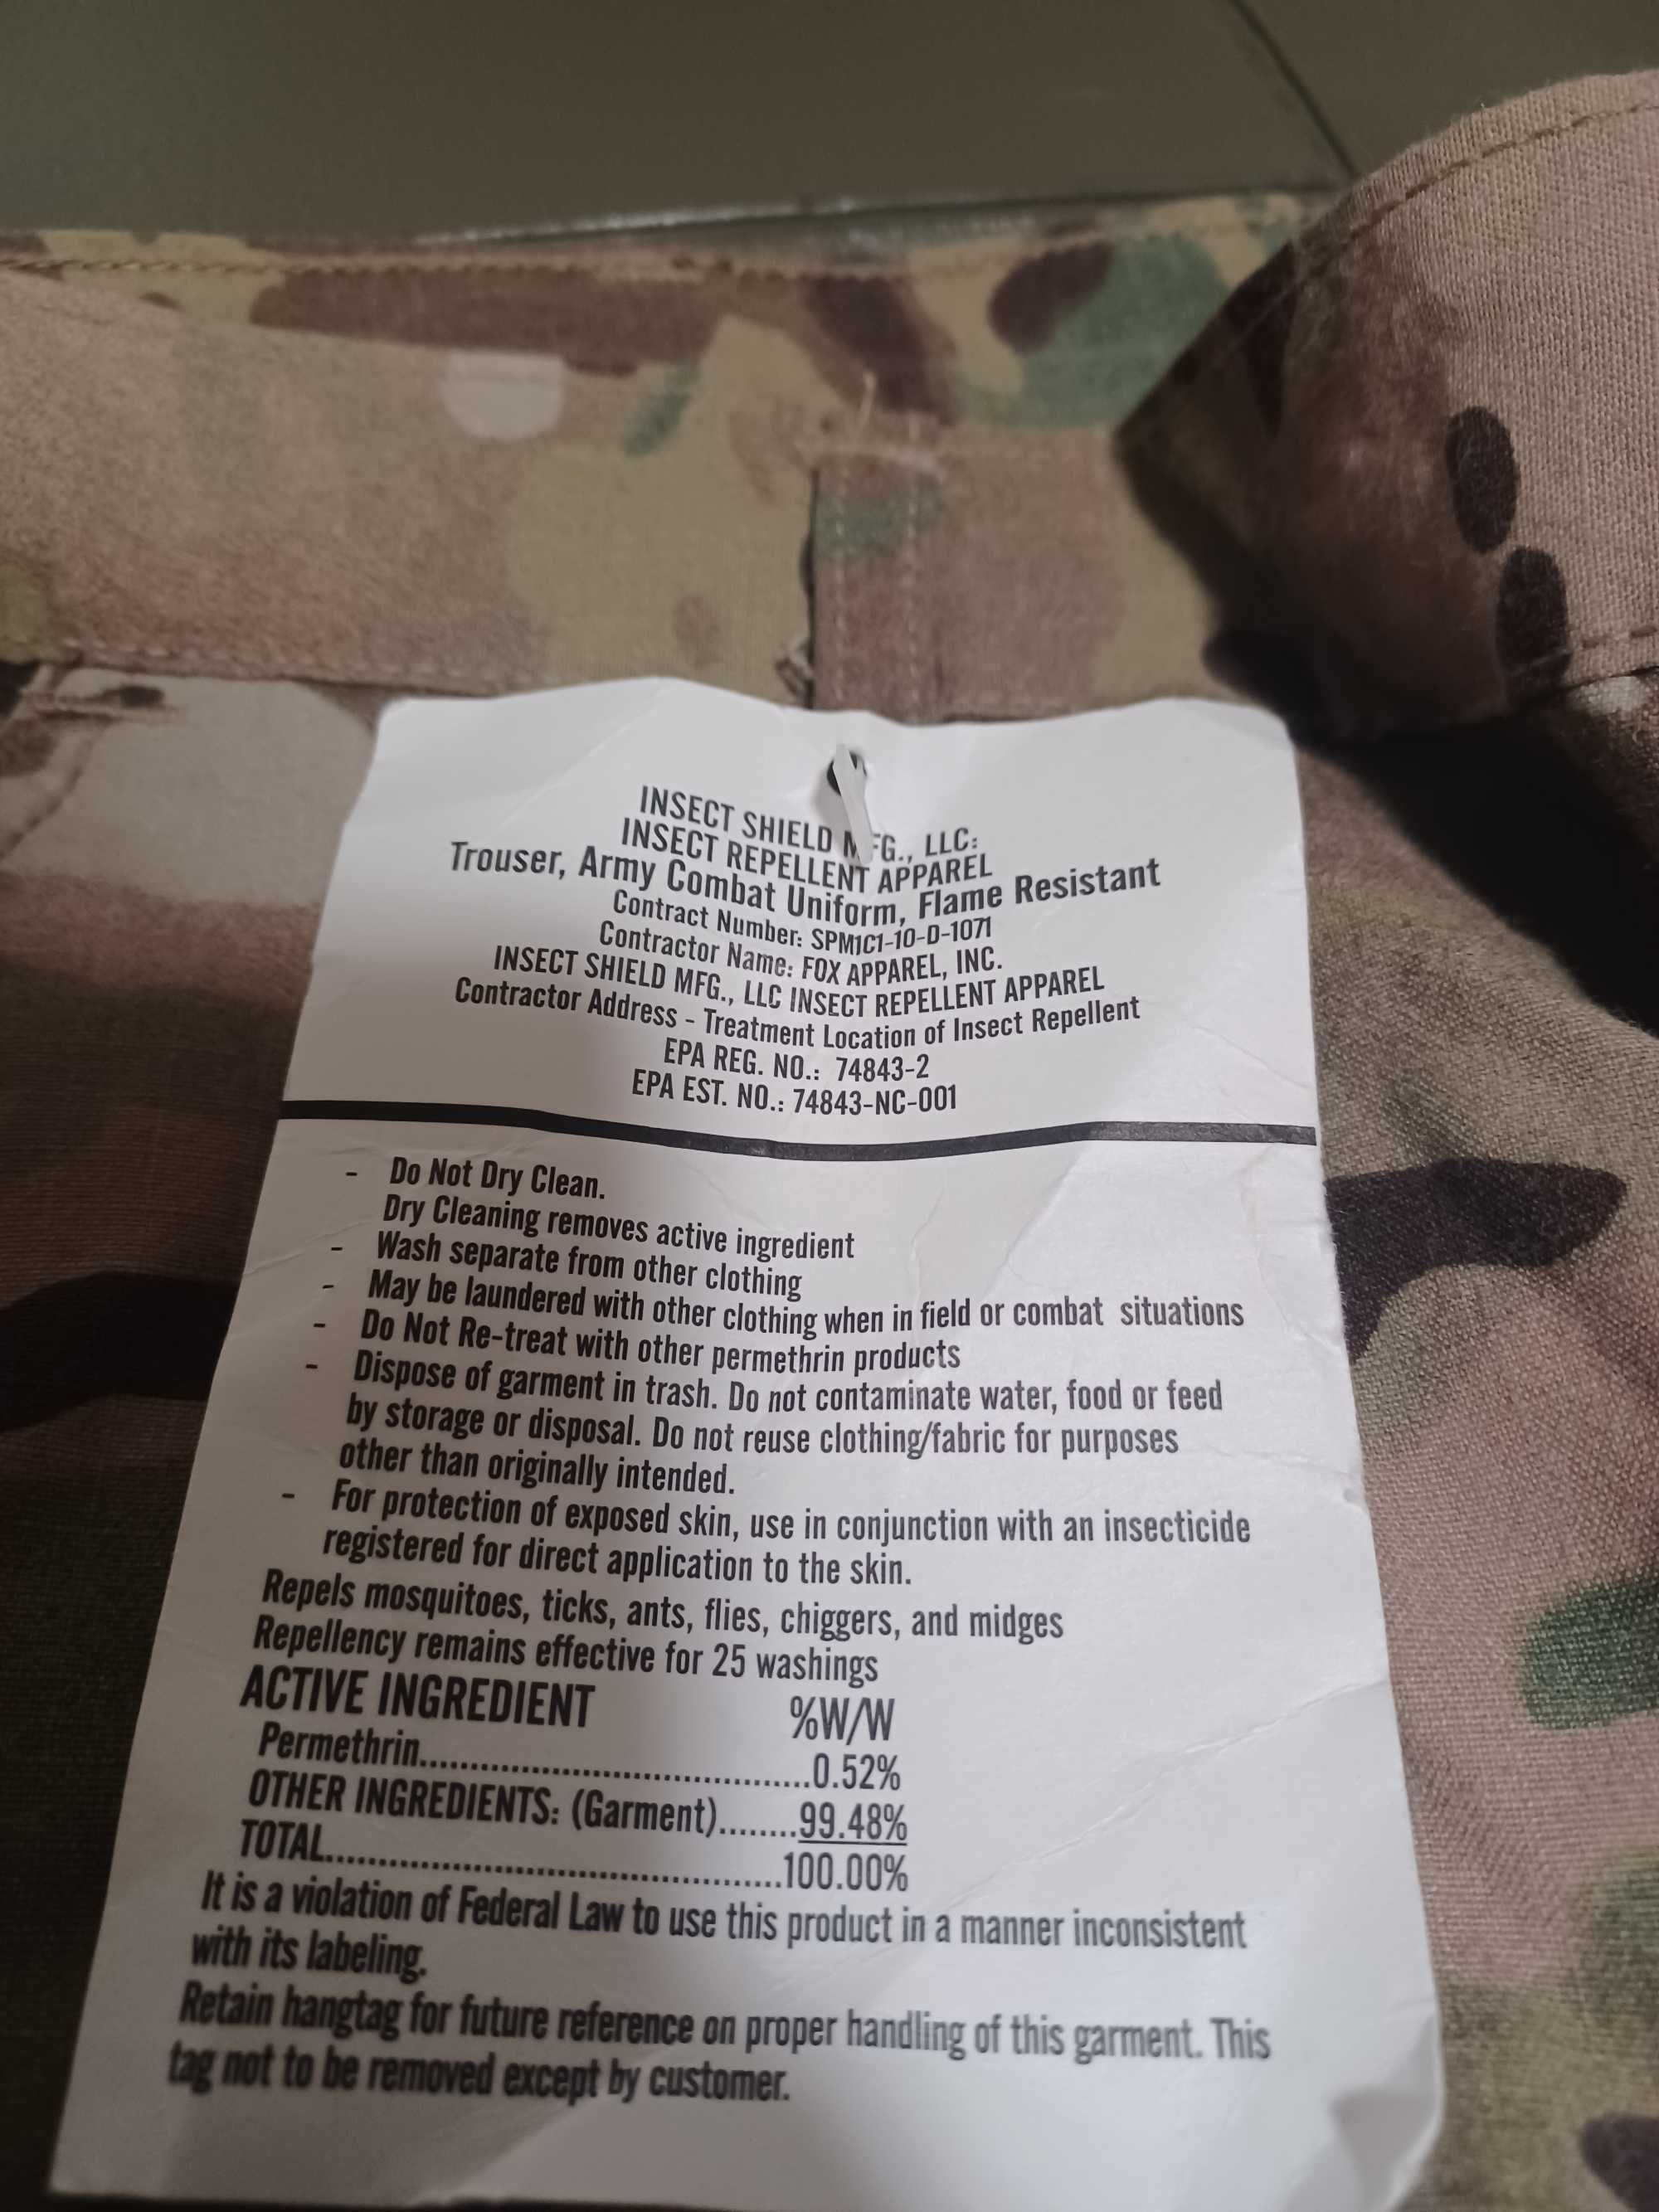 INSECT SHIELD MFG., LLC:
INSECT REPELLENT APPAREL
Trouser, Army Combat Uniform, Flame Resistant
Contract Number: SPM1C1-10-D-1071
Contractor Name: FOX APPAREL, INC.
INSECT SHIELD MFG., LLC INSECT REPELLENT APPAREL
Contractor Address - Treatment Location of Insect Repellent
EPA REG. NO.: 74843-2
EPA EST. NO.: 74843-NC-001
- Do Not Dry Clean.
Dry Cleaning removes active ingredient
- Wash separate from other clothing
- May be laundered with other clothing when in field or combat situations
- Do Not Re-treat with other permethrin products
- Dispose of garment in trash. Do not contaminate water, food or feed
by storage or disposal. Do not reuse clothing/fabric for purposes
other than originally intended.
- For protection of exposed skin, use in conjunction with an insecticide
registered for direct application to the skin.
Repels mosquitoes, ticks, ants, flies, chiggers, and midges
Repellency remains effective for 25 washings
ACTIVE INGREDIENT %W/W
Permethrin.......................................0.52%
OTHER INGREDIENTS: (Garment)........99.48%
TOTAL..............................................100.00%
It is a violation of Federal Law to use this product in a manner inconsistent
with its labeling.
Retain hangtag for future reference on proper handling of this garment. This
tag not to be removed except by customer.